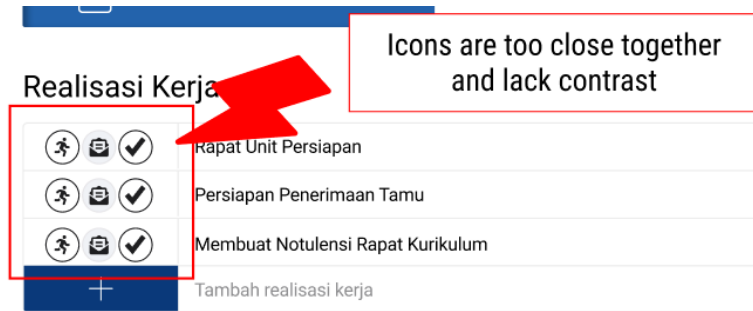 Icons are too close together
and lack contrast
Realisasi Kerja
Rapat Unit Persiapan
Persiapan Penerimaan Tamu
Membuat Notulensi Rapat Kurikulum
Tambah realisasi kerja